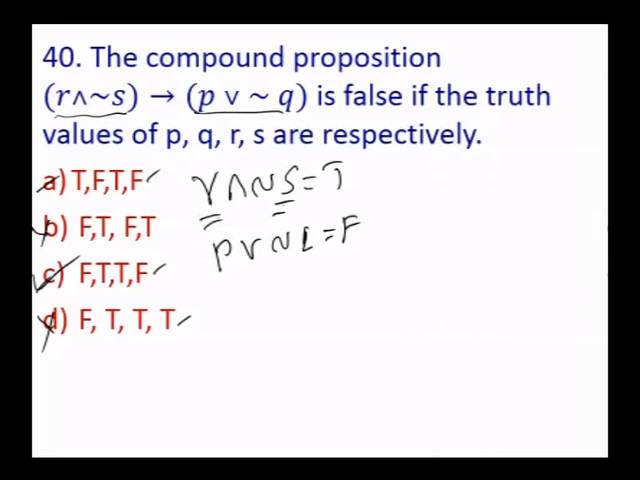 40. The compound proposition
(r∧~s) → (p ∨ ~ q) is false if the truth
values of p, q, r, s are respectively.
a) T,F,T,F
r∧~s=T
b) F,T, F,T
p∨~q=F
c) F,T,T,F
d) F, T, T, T